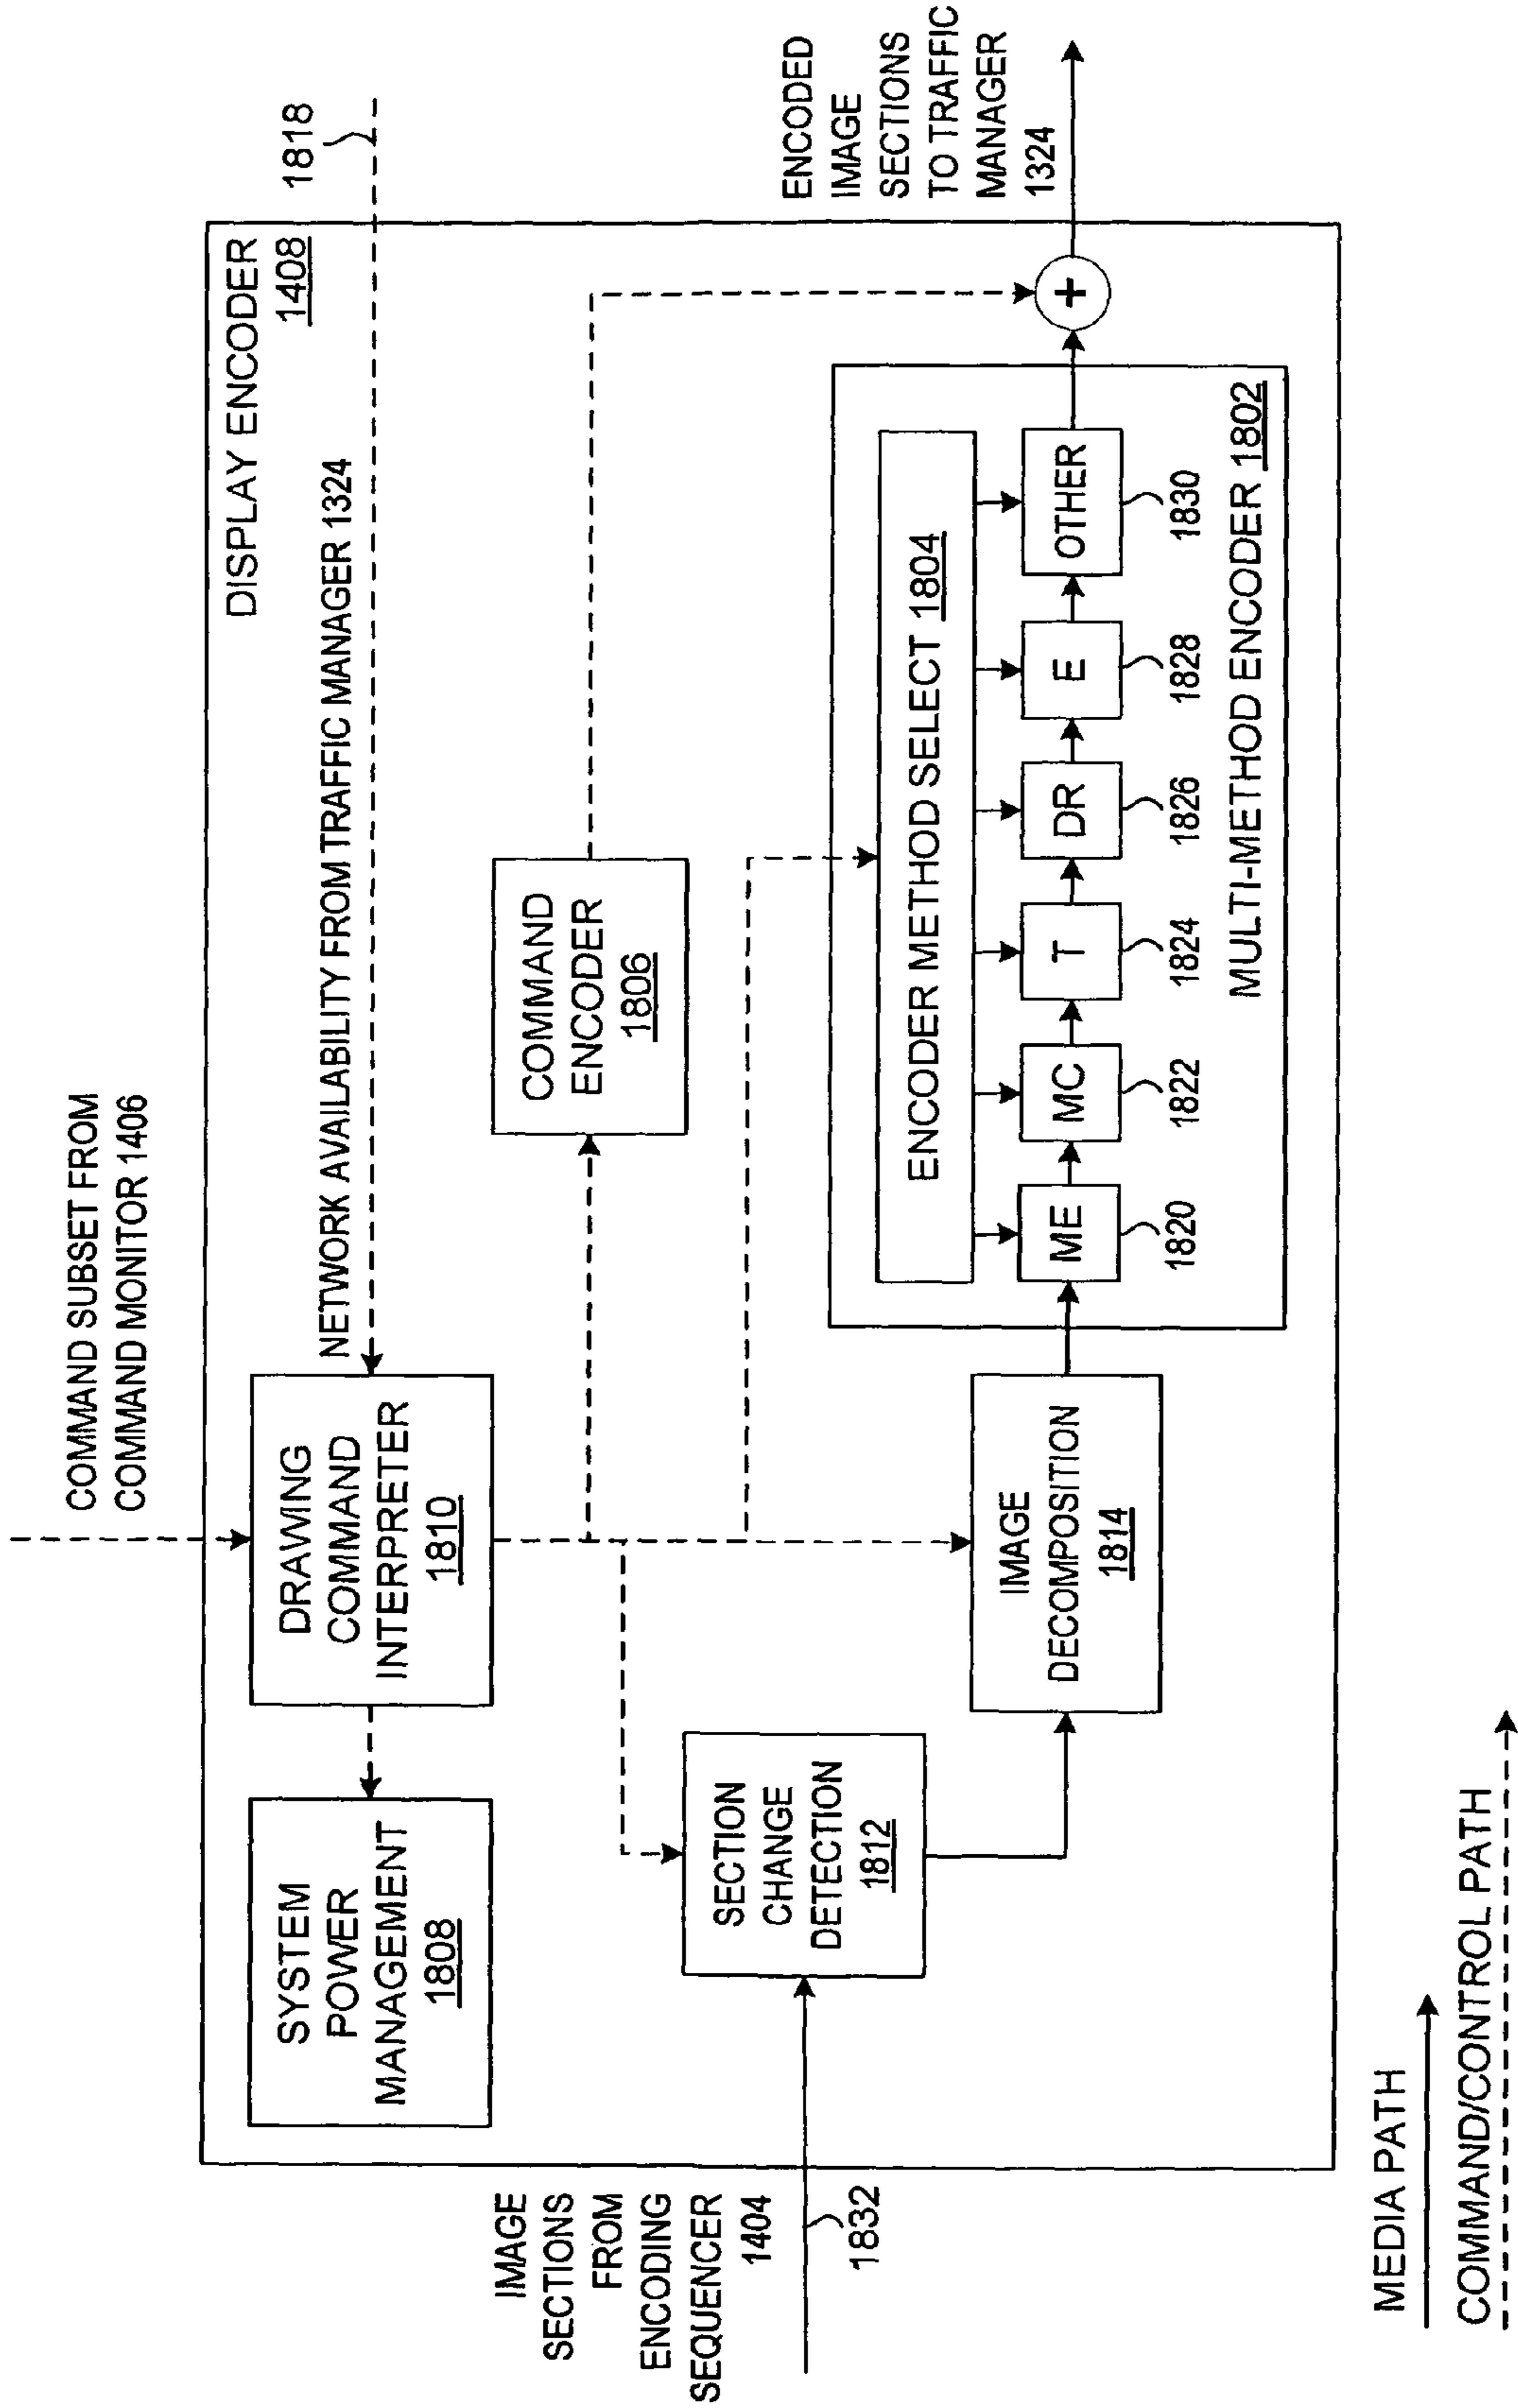 COMMAND SUBSET FROM
COMMAND MONITOR 1406
1818
DISPLAY ENCODER
1408
NETWORK AVAILABILITY FROM TRAFFIC MANAGER 1324
SYSTEM
POWER
MANAGEMENT
1808
DRAWING
COMMAND
INTERPRETER
1810
COMMAND
ENCODER
1806
ENCODED
IMAGE
SECTIONS
TO TRAFFIC
MANAGER
1324
IMAGE
SECTIONS
FROM
ENCODING
SEQUENCER
1404
1832
SECTION
CHANGE
DETECTION
1812
IMAGE
DECOMPOSITION
1814
ENCODER METHOD SELECT 1804
ME
MC
T
DR
E
OTHER
+
1820
1822
1824
1826
1828
1830
MULTI-METHOD ENCODER 1802
MEDIA PATH
COMMAND/CONTROL PATH